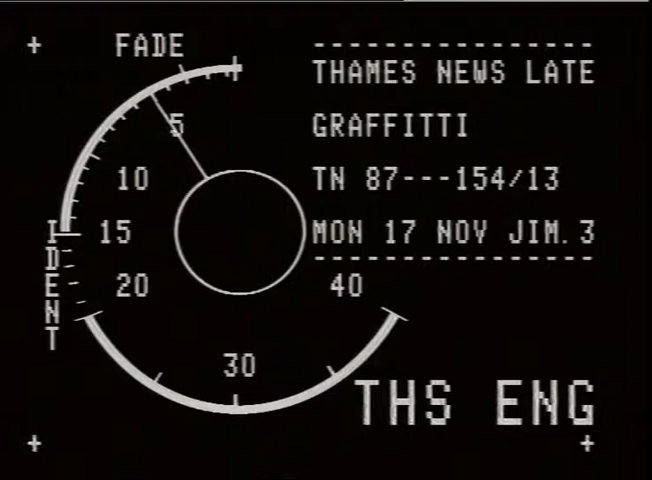 + FADE
----------------
THAMES NEWS LATE
5 GRAFFITTI
10 TN 87---154/13
IDENT 15 MON 17 NOV JIM.3
----------------
20 40
30
THS ENG
+ +